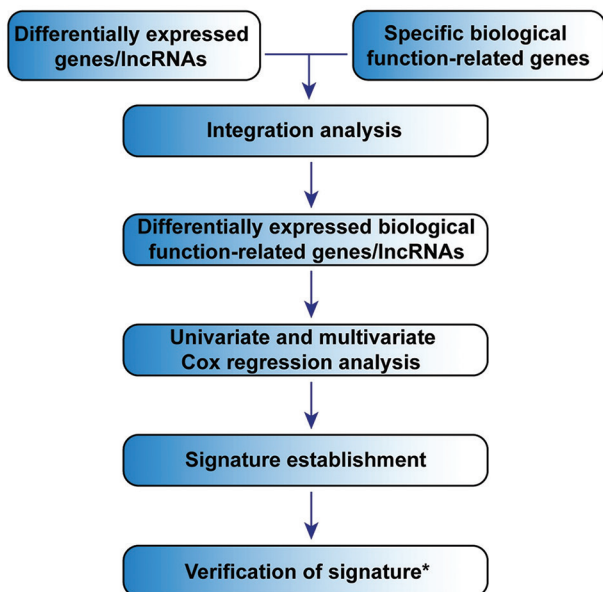 Differentially expressed
genes/lncRNAs
Specific biological
function-related genes
Integration analysis
Differentially expressed biological
function-related genes/lncRNAs
Univariate and multivariate
Cox regression analysis
Signature establishment
Verification of signature*